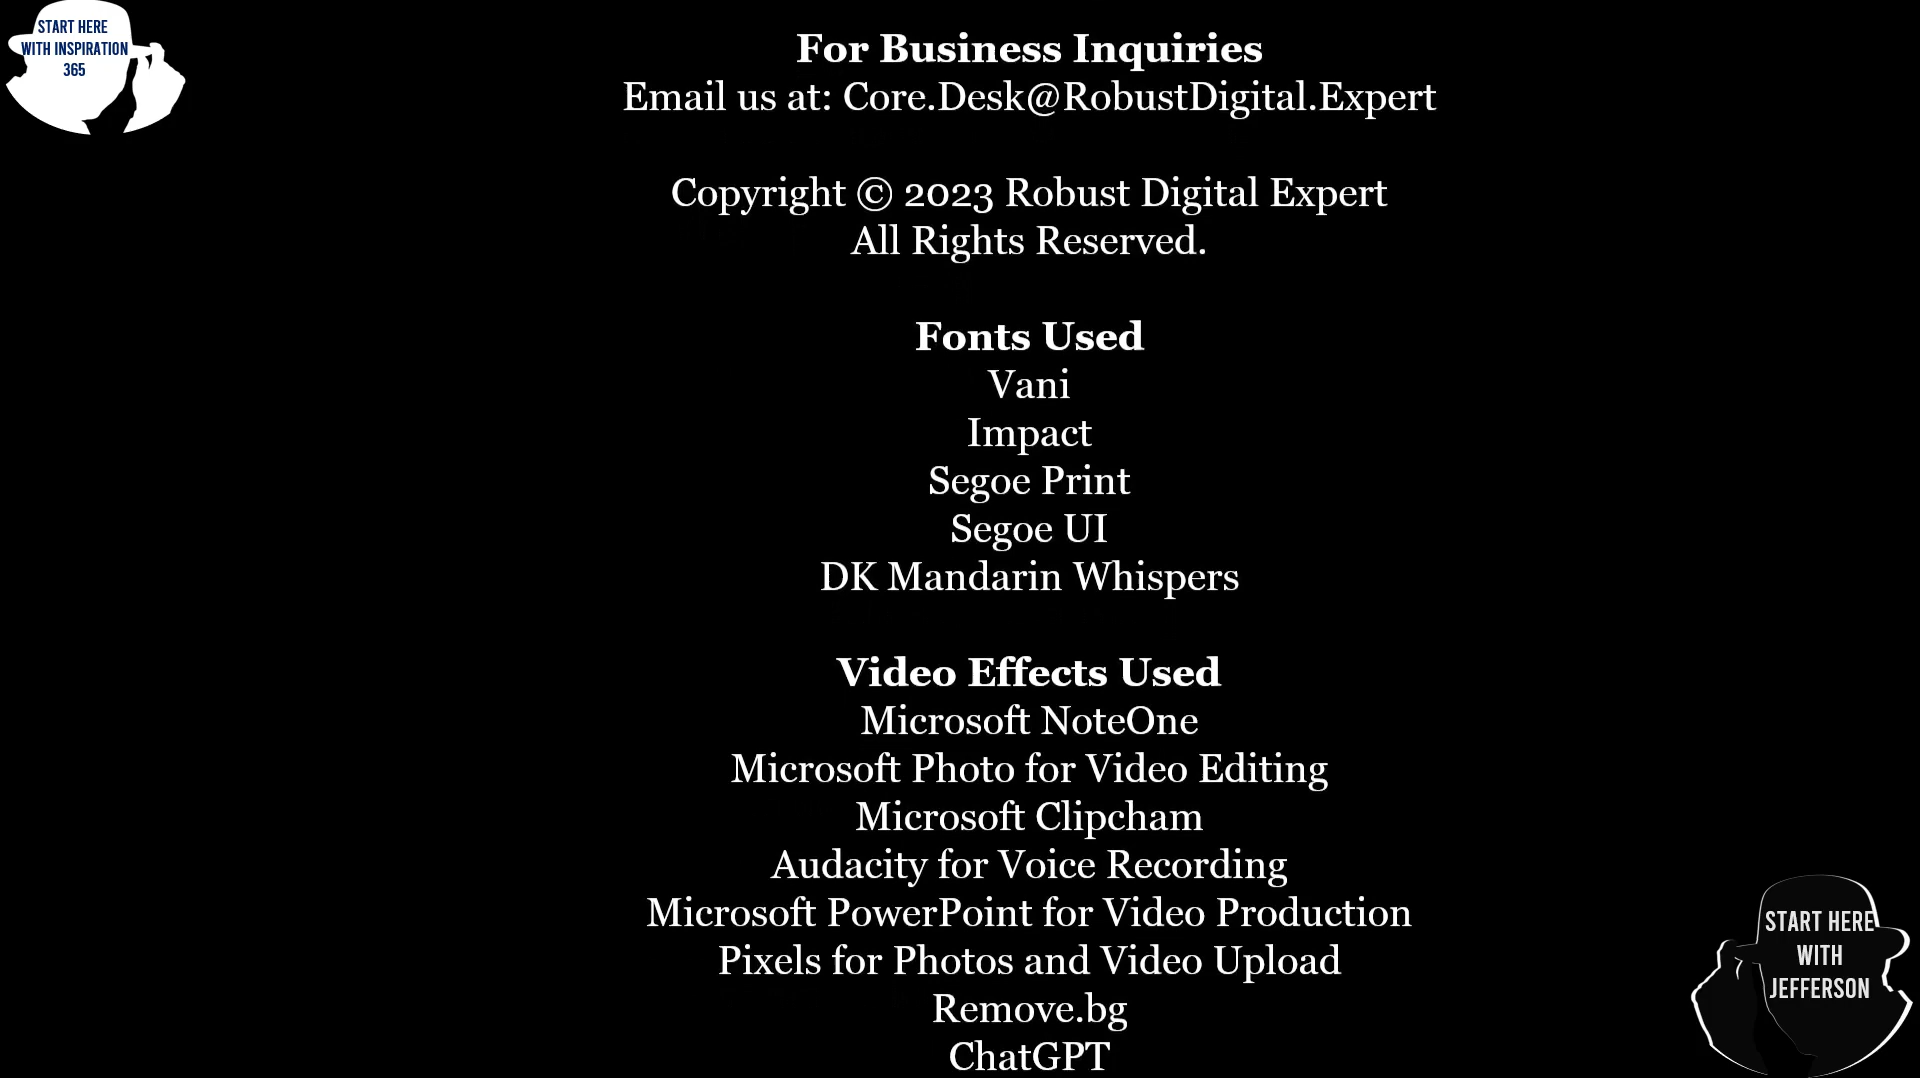 START HERE
WITH INSPIRATION
365
For Business Inquiries
Email us at: Core.Desk@RobustDigital.Expert
Copyright © 2023 Robust Digital Expert
All Rights Reserved.
Fonts Used
Vani
Impact
Segoe Print
Segoe UI
DK Mandarin Whispers
Video Effects Used
Microsoft NoteOne
Microsoft Photo for Video Editing
Microsoft Clipcham
Audacity for Voice Recording
Microsoft PowerPoint for Video Production
Pixels for Photos and Video Upload
Remove.bg
ChatGPT
START HERE
WITH
JEFFERSON